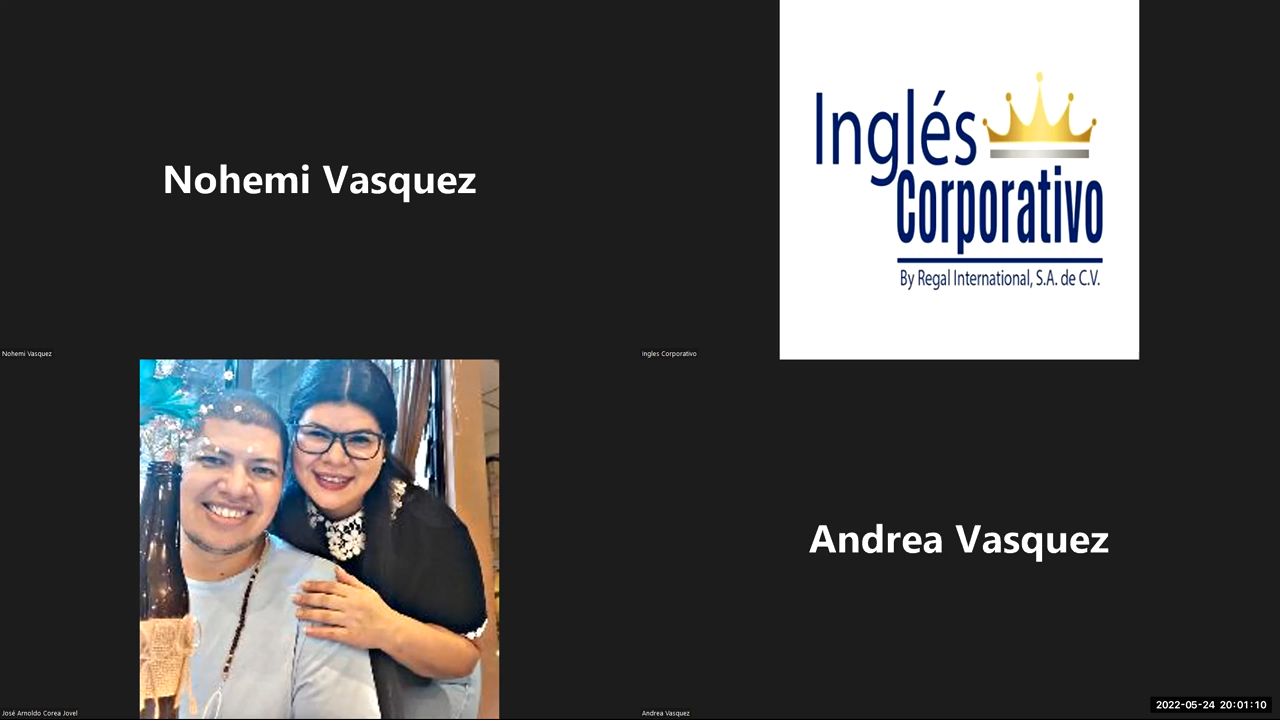 Nohemi Vasquez
Inglés
Corporativo
By Regal International, S.A. de C.V.
Nohemi Vasquez
Ingles Corporativo
Andrea Vasquez
José Arnoldo Corea Jovel
Andrea Vasquez
2022-05-24 20:01:10